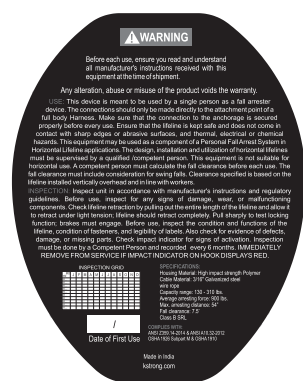 WARNING
Before each use, ensure you read and understand
all manufacturer's instructions received with this
equipment at the time of shipment.
Any alteration, abuse or misuse of the product voids the warranty.
USE: This device is meant to be used by a single person as a fall arrester
device. The connections should only be made directly to the attachment point of a
full body Harness. Make sure that the connection to the anchorage is secured
properly before every use. Ensure that the lifeline is kept safe and does not come in
contact with sharp edges or abrasive surfaces, and thermal, electrical or chemical
hazards. This equipment may be used as a component of a Personal Fall Arrest System in
Horizontal Lifeline applications. The design, installation and utilization of horizontal lifelines
must be supervised by a qualified /competent person. This equipment is not suitable for
horizontal use. A competent person must calculate the fall clearance before each use. The
fall clearance must include consideration for swing falls. Clearance specified is based on the
lifeline installed vertically overhead and in line with workers.
INSPECTION: Inspect unit in accordance with manufacturer's instructions and regulatory
guidelines. Before use, inspect for any signs of damage, wear, or malfunctioning
components. Check lifeline retraction by pulling out the entire length of the lifeline and allow it
to retract under light tension; lifeline should retract completely. Pull sharply to test locking
function; brakes must engage. Before use, inspect the condition and functions of the
lifeline, condition of fasteners, and legibility of labels. Also check for evidence of defects,
damage, or missing parts. Check impact indicator for signs of activation. Inspection
must be done by a Competent Person and recorded every 6 months. IMMEDIATELY
REMOVE FROM SERVICE IF IMPACT INDICATOR ON HOOK DISPLAYS RED.
INSPECTION GRID
SPECIFICATIONS:
Housing Material: High impact strength Polymer
Cable Material: 3/16" Galvanized steel
wire rope
Capacity range: 130 - 310 lbs.
Average arresting force: 900 lbs.
Max. arresting distance: 54"
Fall clearance: 7.5'
Class B SRL
/
Date of First Use
COMPLIES WITH:
ANSI Z359.14-2014 & ANSI A10.32-2012
OSHA 1926 Subpart M & OSHA 1910
Made in India
kstrong.com